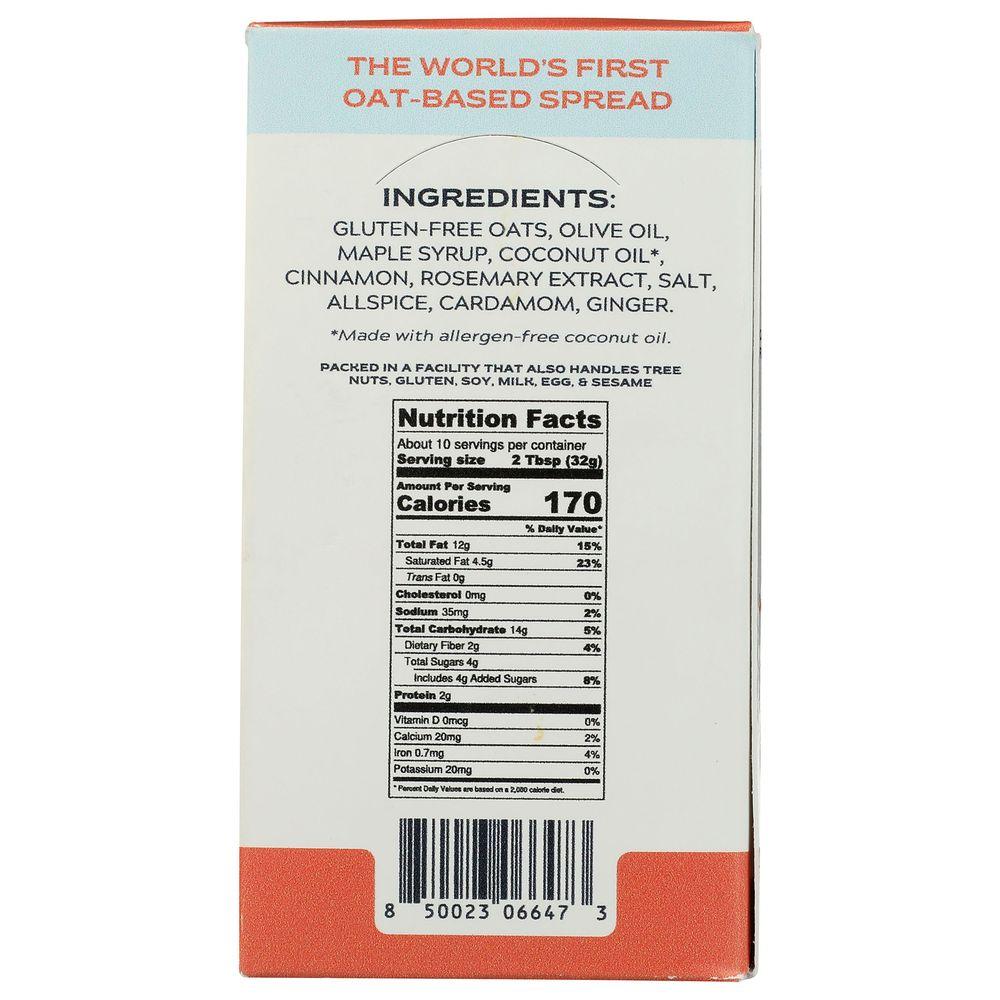 THE WORLD'S FIRST
OAT-BASED SPREAD
INGREDIENTS:
GLUTEN-FREE OATS, OLIVE OIL,
MAPLE SYRUP, COCONUT OIL*,
CINNAMON, ROSEMARY EXTRACT, SALT,
ALLSPICE, CARDAMOM, GINGER.
*Made with allergen-free coconut oil.
PACKED IN A FACILITY THAT ALSO HANDLES TREE
NUTS, GLUTEN, SOY, MILK, EGG, & SESAME
Nutrition Facts
About 10 servings per container
Serving size 2 Tbsp (32g)
Amount Per Serving
Calories 170
% Daily Value*
Total Fat 12g 15%
Saturated Fat 4.5g 23%
Trans Fat 0g
Cholesterol 0mg 0%
Sodium 35mg 2%
Total Carbohydrate 14g 5%
Dietary Fiber 2g 4%
Total Sugars 4g
Includes 4g Added Sugars 8%
Protein 2g
Vitamin D 0mcg 0%
Calcium 20mg 2%
Iron 0.7mg 4%
Potassium 20mg 0%
* Percent Daily Values are based on a 2,000 calorie diet.
8 50023 06647 3